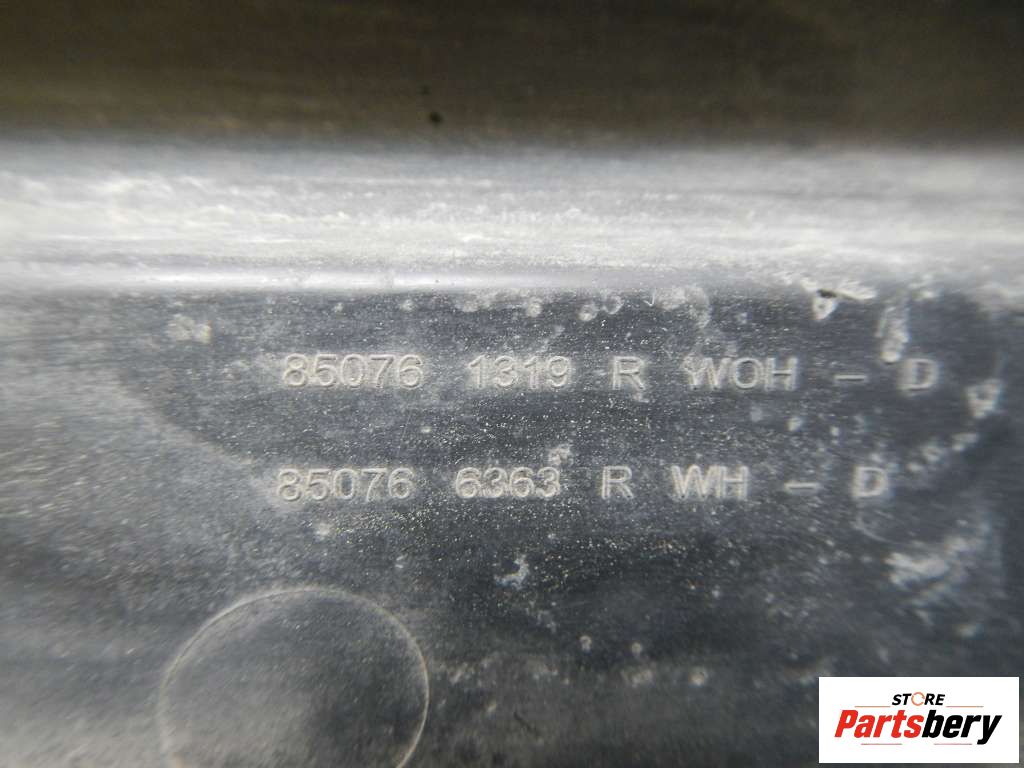 85076 1319 R WOH - D
85076 6363 R WH - D
STORE
Partsbery